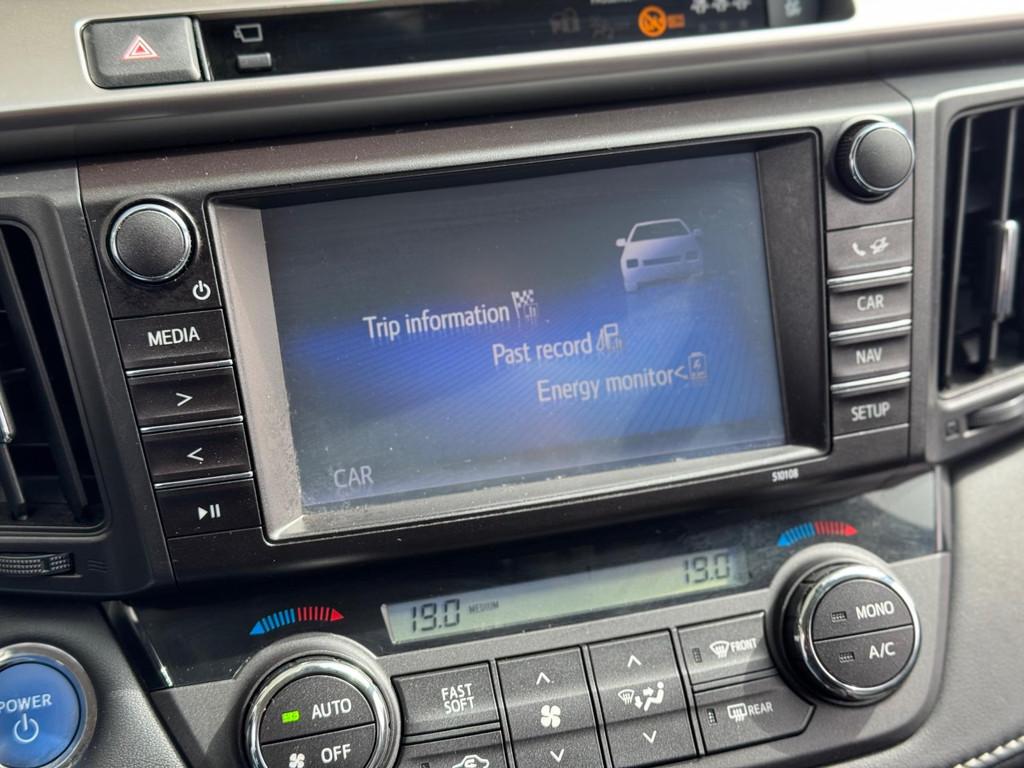 MEDIA
>
<
Trip information
Past record
Energy monitor<
CAR
510108
CAR
NAV
SETUP
19.0 MEDIUM 19.0
POWER
AUTO
OFF
FAST
SOFT
FRONT
REAR
MONO
A/C